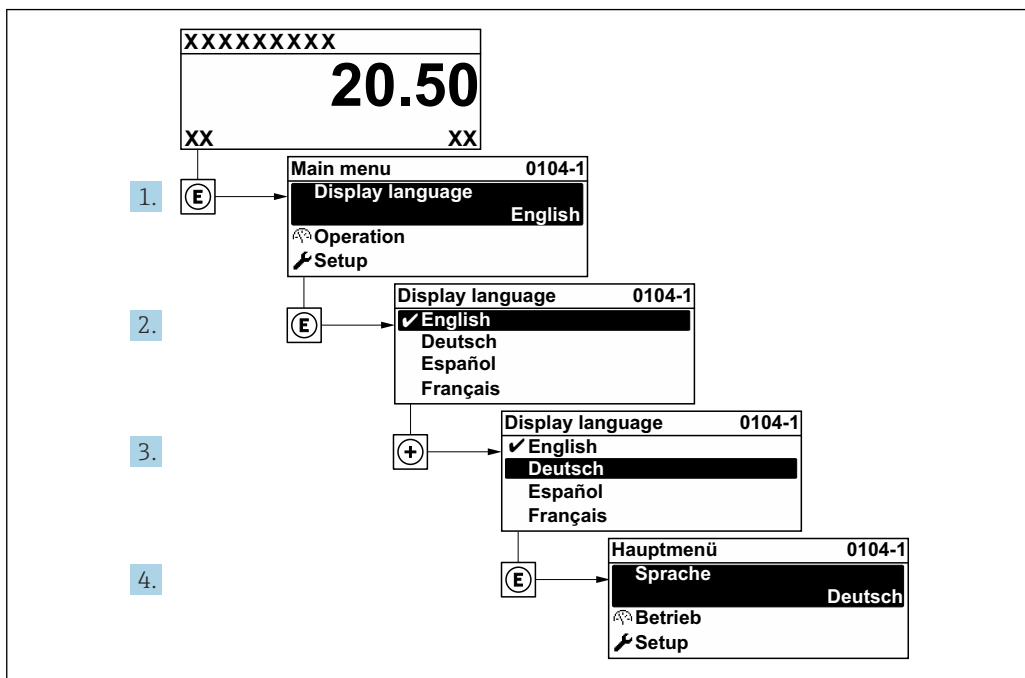 XXXXXXXXX
20.50
XX XX
1. E
Main menu 0104-1
Display language
English
Operation
Setup
2. E
Display language 0104-1
✔English
Deutsch
Español
Français
3. +
Display language 0104-1
✔English
Deutsch
Español
Français
4. E
Hauptmenü 0104-1
Sprache
Deutsch
Betrieb
Setup